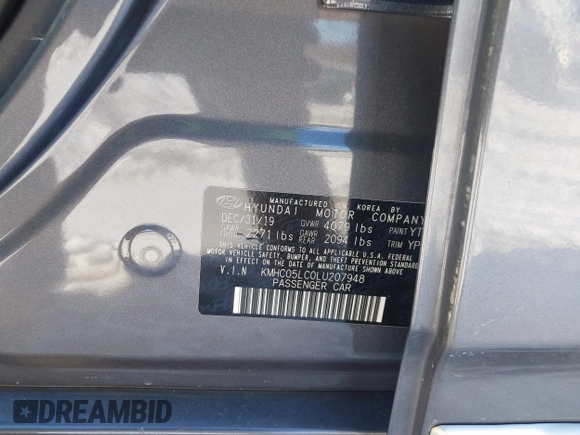 MANUFACTURED IN KOREA BY
HYUNDAI MOTOR COMPANY
DEC/31/19 GVWR 4079 lbs PAINT YT
GAWR FRNT 2271 lbs GAWR REAR 2094 lbs TRIM YP
THIS VEHICLE CONFORMS TO ALL APPLICABLE U.S.A. FEDERAL
MOTOR VEHICLE SAFETY, BUMPER, AND THEFT PREVENTION STANDARDS
IN EFFECT ON THE DATE OF MANUFACTURE SHOWN ABOVE.
V.I.N KMHC05LC0LU207948
PASSENGER CAR
DREAMBID